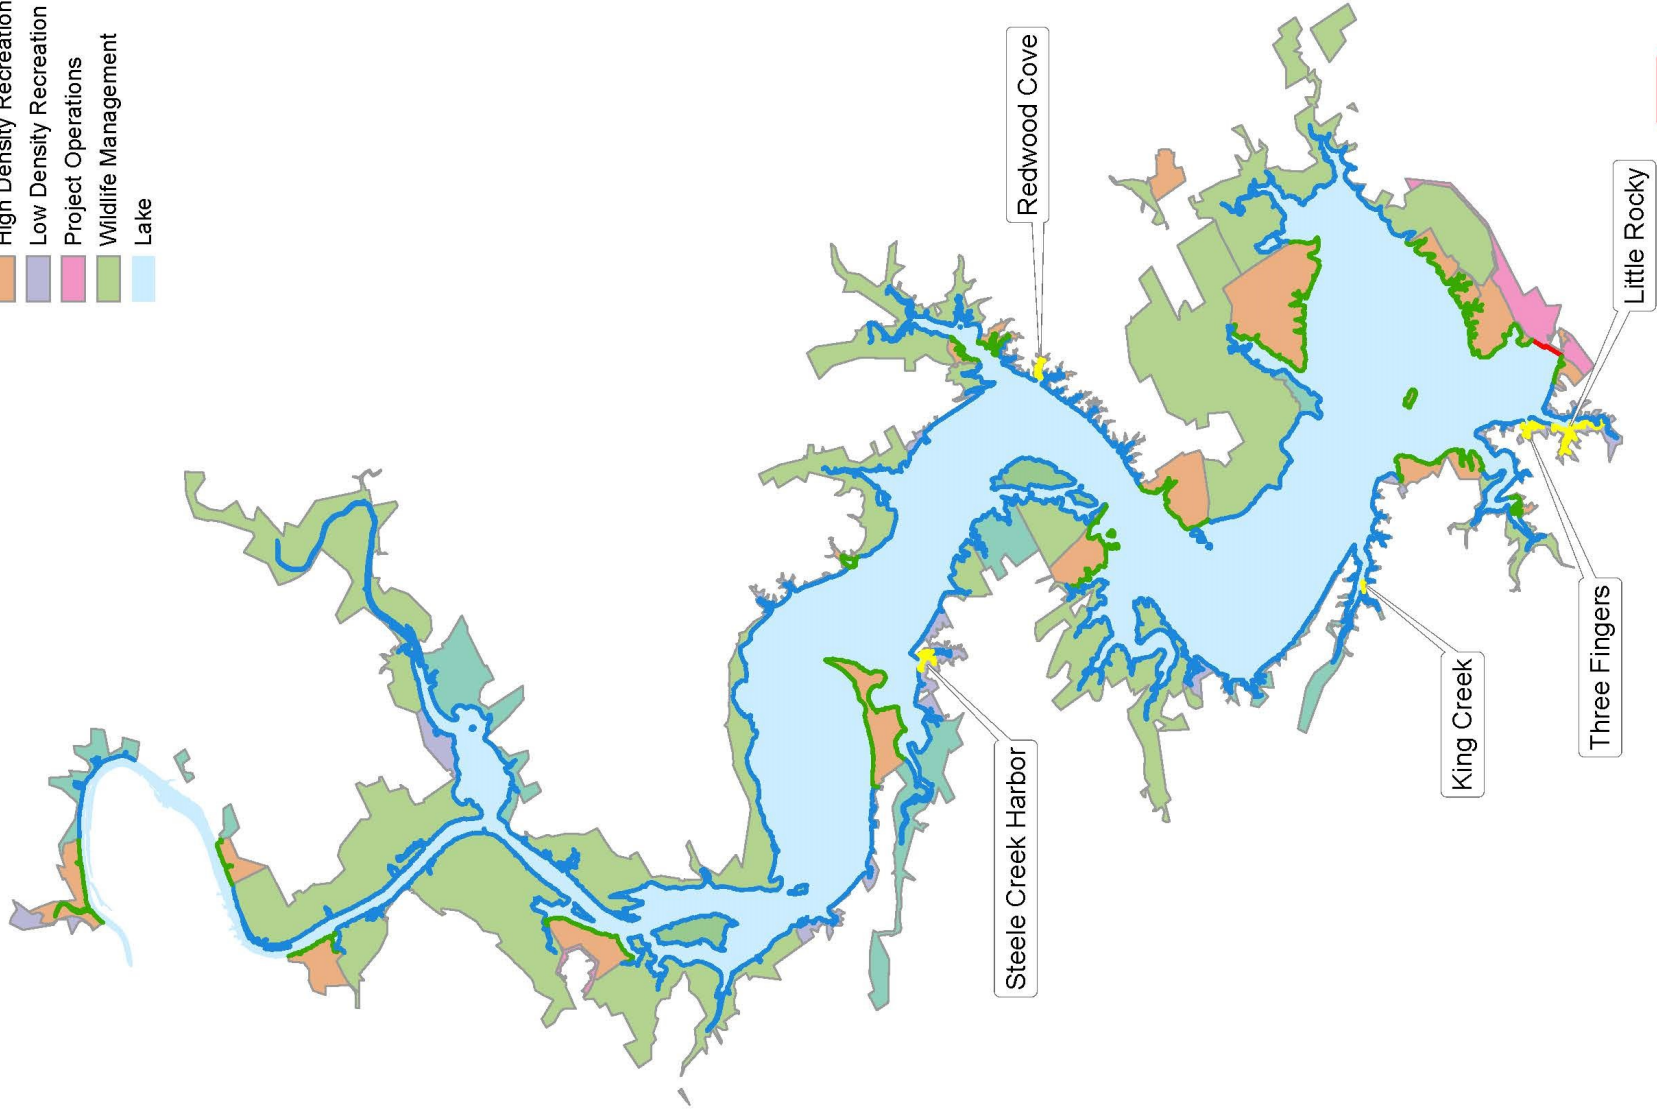 High Density Recreation
Low Density Recreation
Project Operations
Wildlife Management
Lake
Redwood Cove
Little Rocky
Steele Creek Harbor
King Creek
Three Fingers